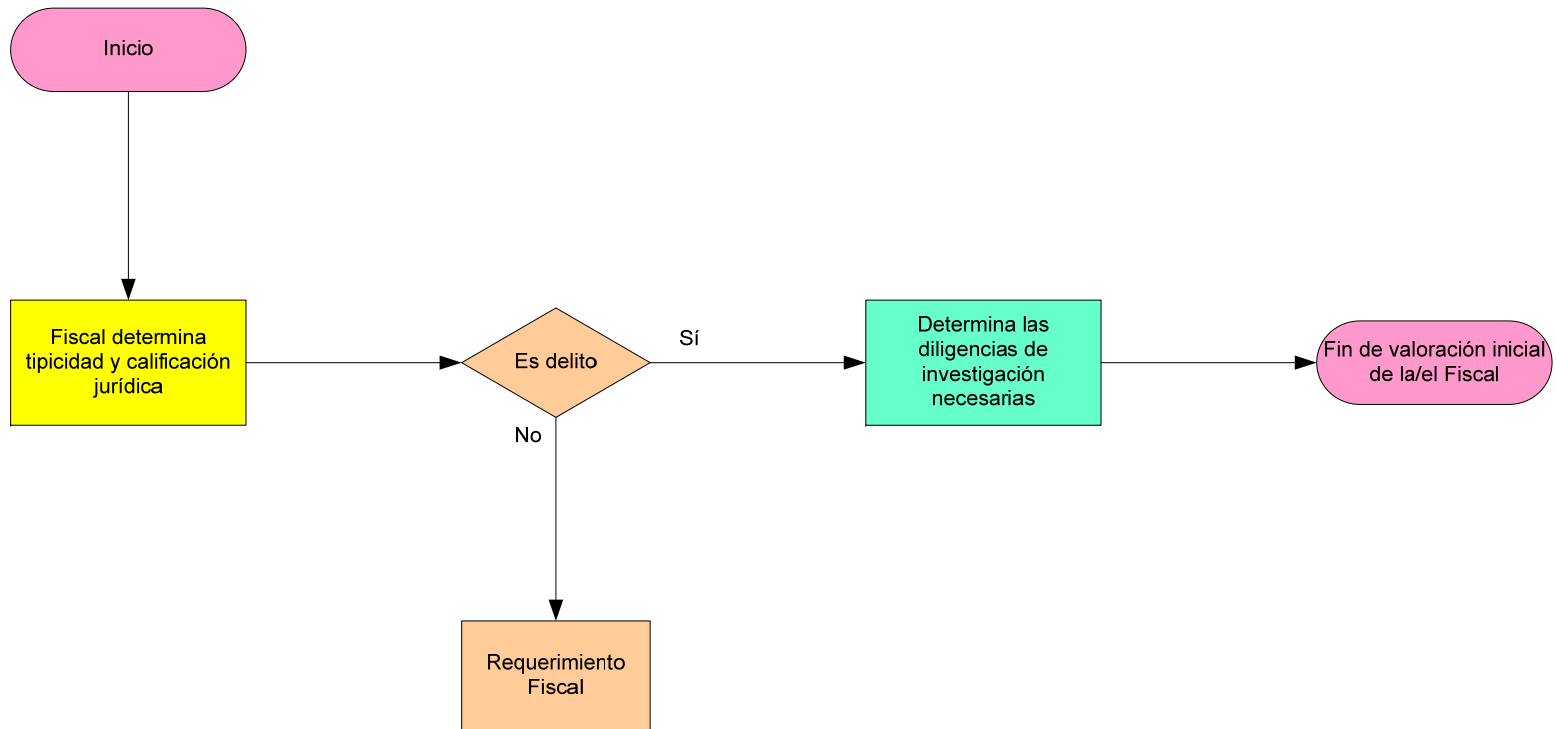 Inicio
Fiscal determina
tipicidad y calificación
jurídica
Es delito
Sí
No
Determina las
diligencias de
investigación
necesarias
Fin de valoración inicial
de la/el Fiscal
Requerimiento
Fiscal